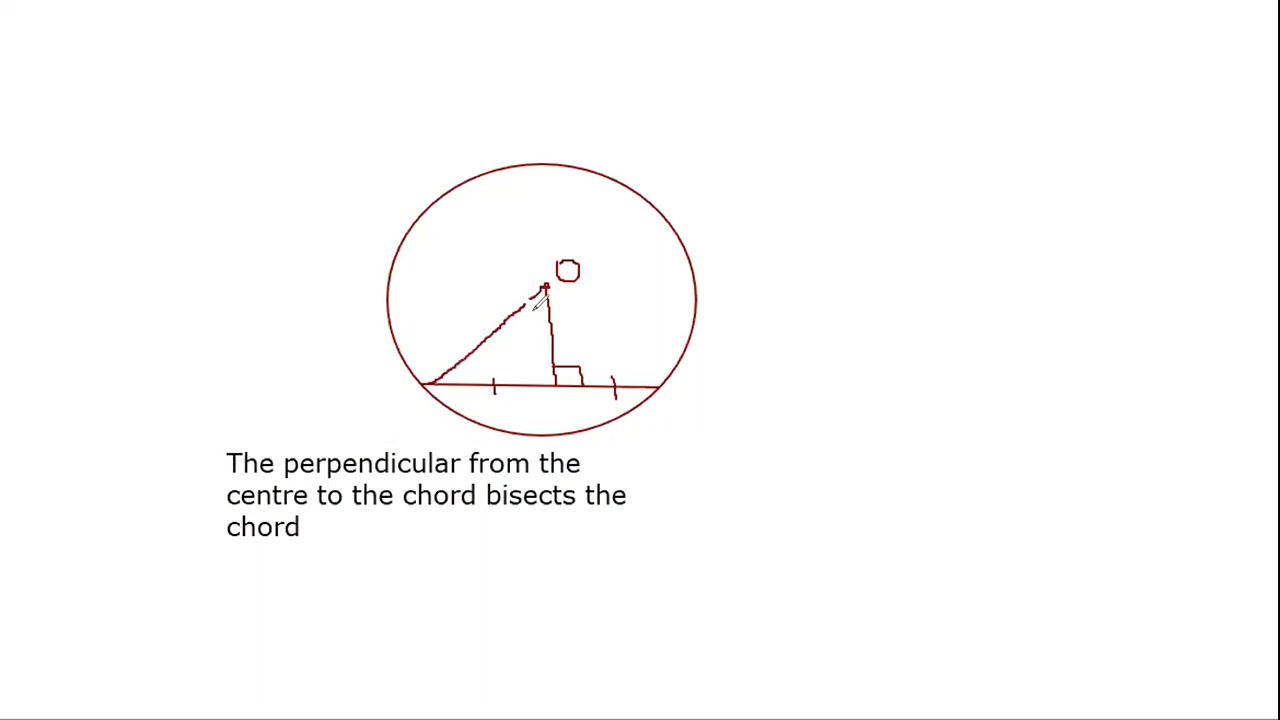 O
The perpendicular from the
centre to the chord bisects the
chord